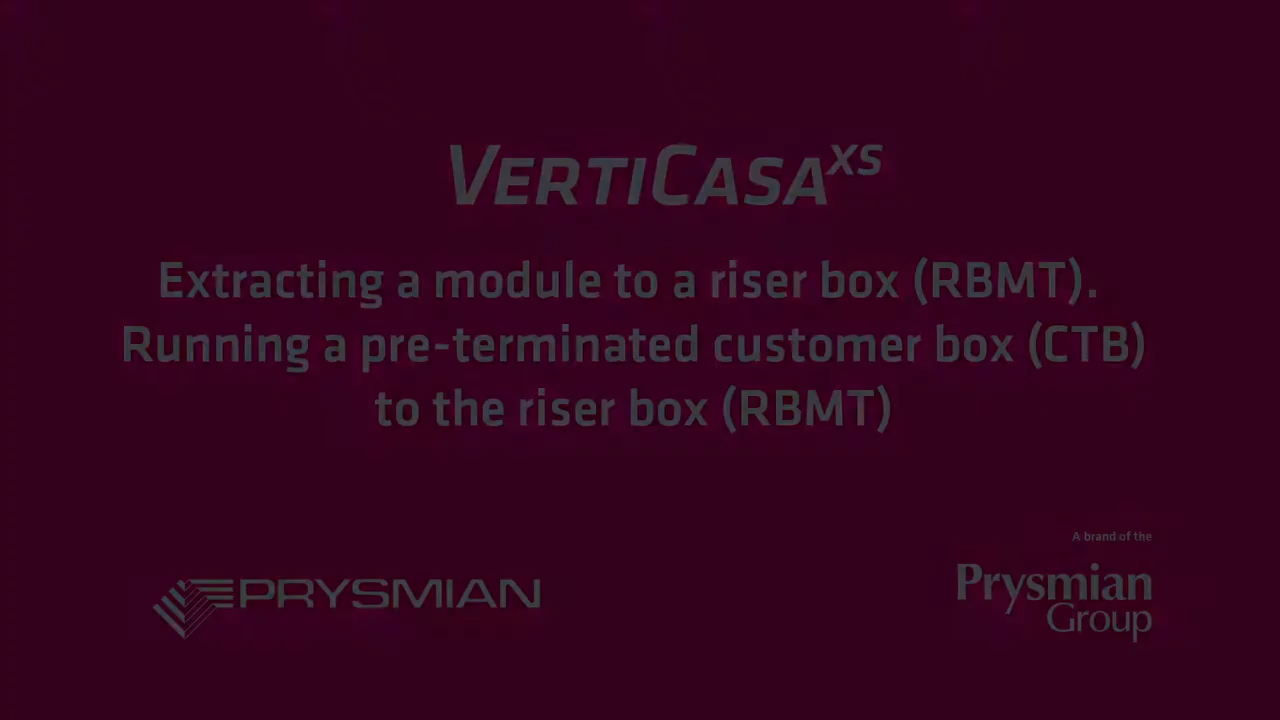 VERTICASA XS
Extracting a module to a riser box (RBMT).
Running a pre-terminated customer box (CTB)
to the riser box (RBMT)
A brand of the
PRYSMIAN
Prysmian
Group